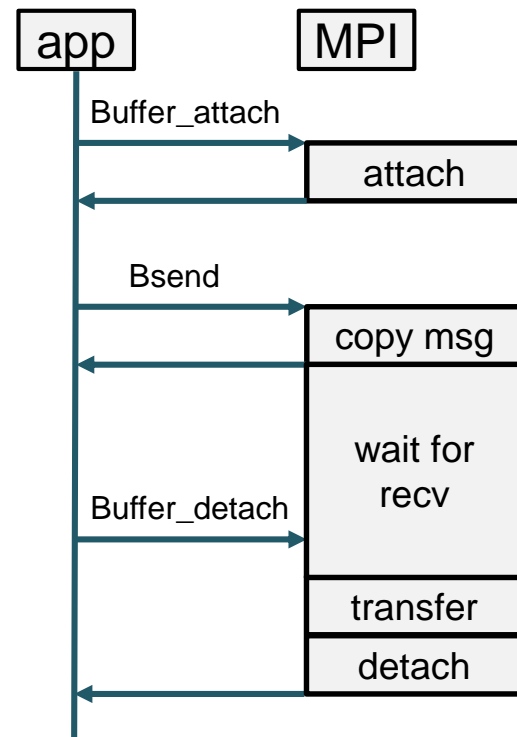 app
MPI
Buffer_attach
attach
Bsend
copy msg
wait for
recv
Buffer_detach
transfer
detach